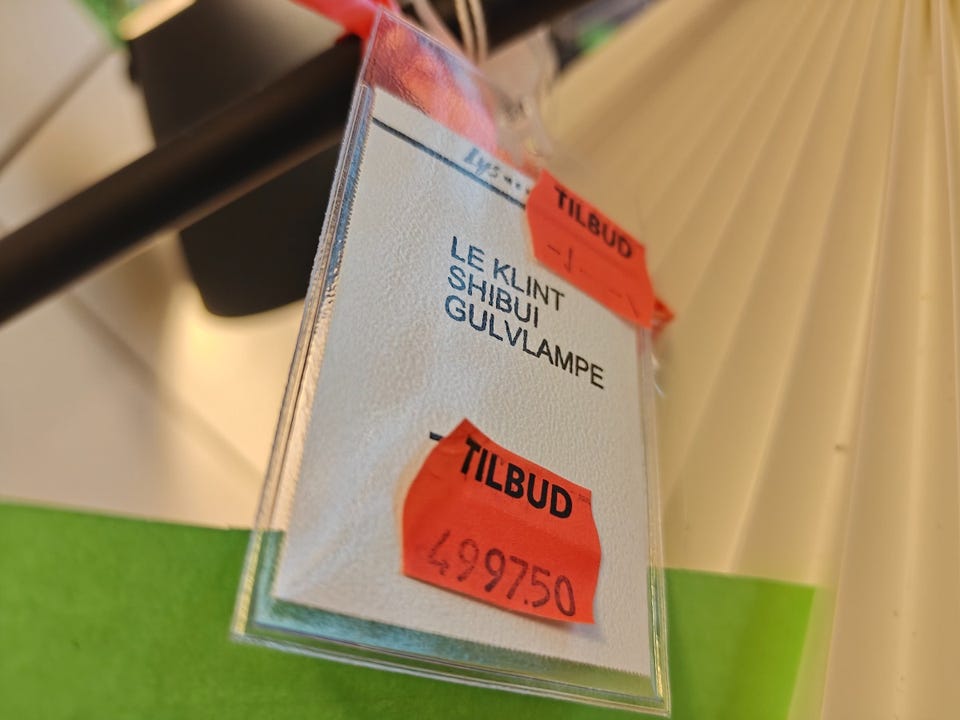 TILBUD
LE KLINT
SHIBUI
GULVLAMPE
TILBUD
4997.50